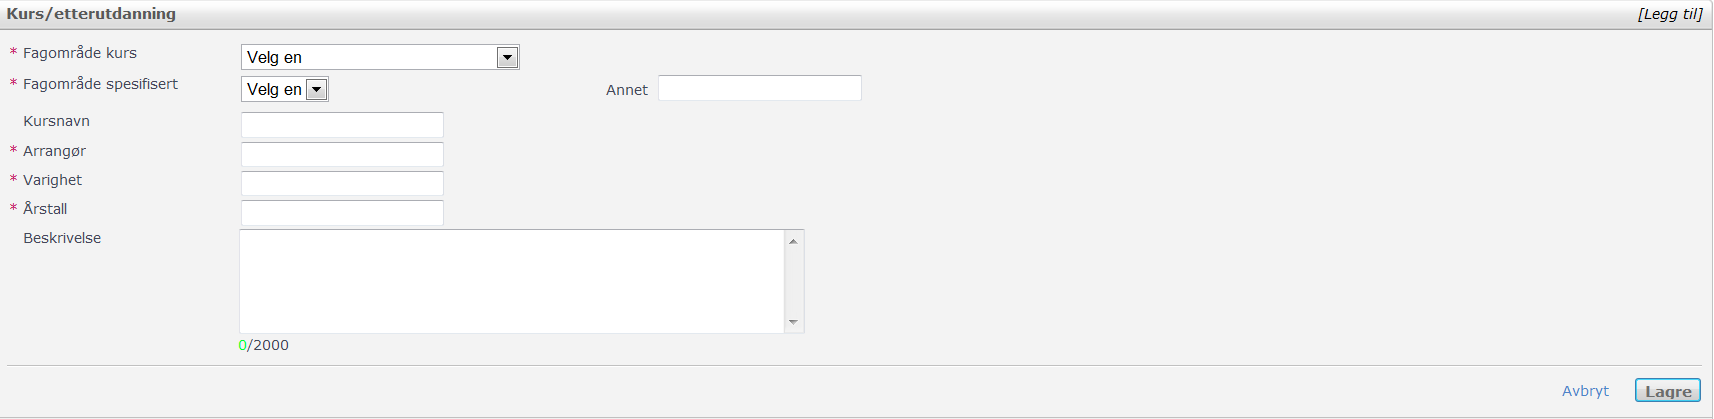 Kurs/etterutdanning [Legg til]
* Fagområde kurs Velg en
* Fagområde spesifisert Velg en Annet
Kursnavn
* Arrangør
* Varighet
* Årstall
Beskrivelse
0/2000
Avbryt Lagre